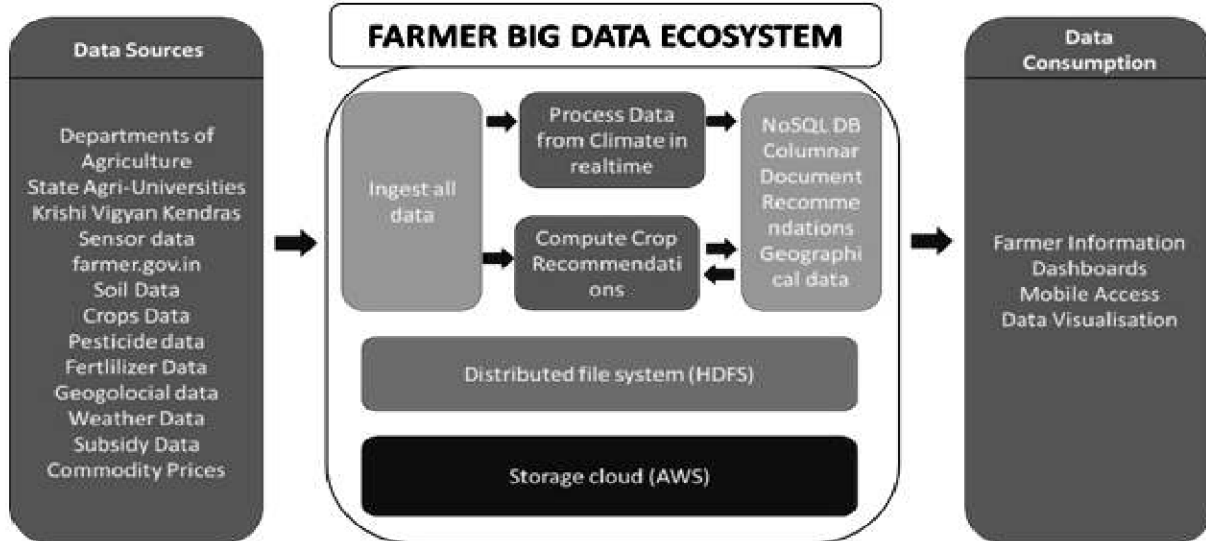 FARMER BIG DATA ECOSYSTEM
Data Sources
Departments of
Agriculture
State Agri-Universities
Krishi Vigyan Kendras
Sensor data
farmer.gov.in
Soil Data
Crops Data
Pesticide data
Fertlilizer Data
Geogolocial data
Weather Data
Subsidy Data
Commodity Prices
Ingest all
data
Process Data
from Climate in
realtime
Compute Crop
Recommendati
ons
NoSQL DB
Columnar
Document
Recomme
ndations
Geographi
cal data
Distributed file system (HDFS)
Storage cloud (AWS)
Data
Consumption
Farmer Information
Dashboards
Mobile Access
Data Visualisation